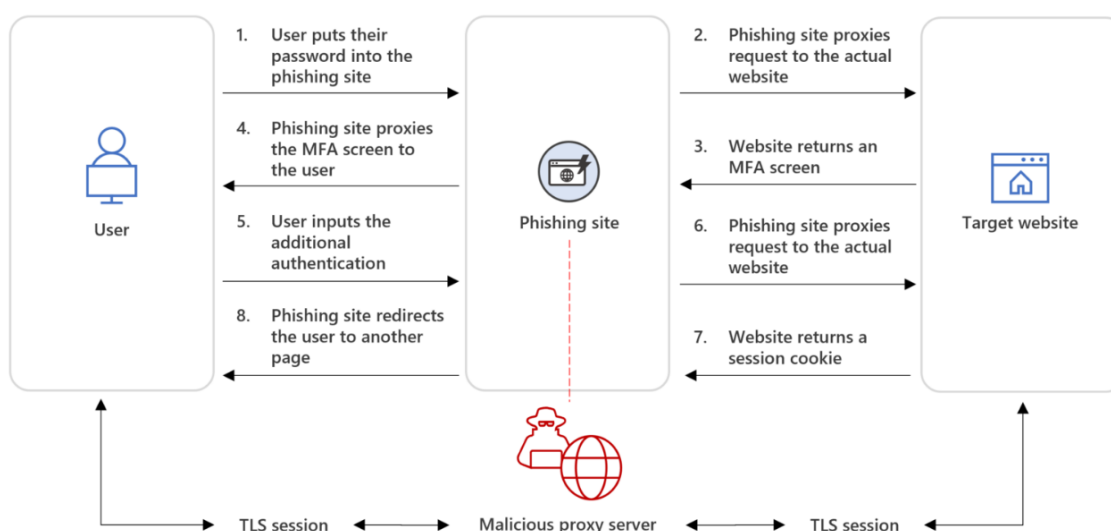 1. User puts their
password into the
phishing site
2. Phishing site proxies
request to the actual
website
4. Phishing site proxies
the MFA screen to
the user
3. Website returns an
MFA screen
User
Phishing site
Target website
5. User inputs the
additional
authentication
6. Phishing site proxies
request to the actual
website
8. Phishing site redirects
the user to another
page
7. Website returns a
session cookie
TLS session
Malicious proxy server
TLS session